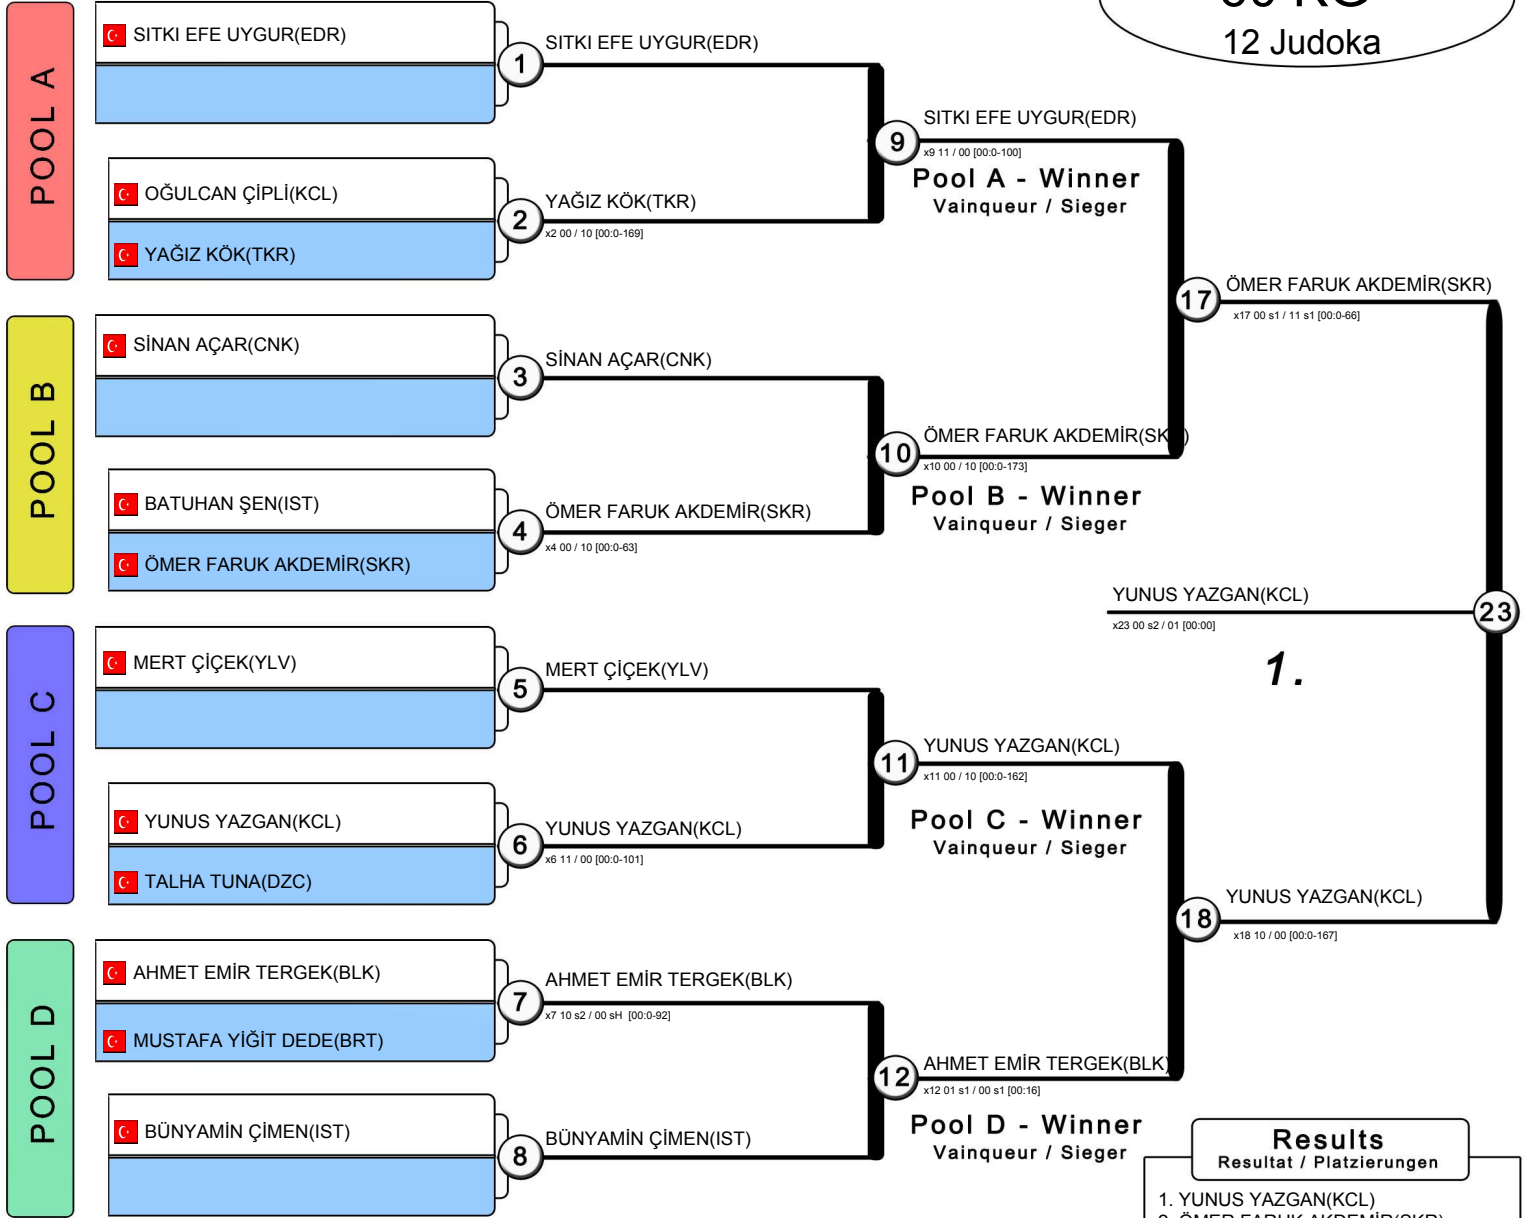 12 Judoka
POOL A
SITKI EFE UYGUR(EDR)
1
SITKI EFE UYGUR(EDR)
OĞULCAN ÇİPLİ(KCL)
YAĞIZ KÖK(TKR)
2
YAĞIZ KÖK(TKR)
x2 00 / 10 [00:0-169]
9
SITKI EFE UYGUR(EDR)
x9 11 / 00 [00:0-100]
Pool A - Winner
Vainqueur / Sieger
POOL B
SİNAN AÇAR(CNK)
3
SİNAN AÇAR(CNK)
BATUHAN ŞEN(IST)
ÖMER FARUK AKDEMİR(SKR)
4
ÖMER FARUK AKDEMİR(SKR)
x4 00 / 10 [00:0-63]
10
ÖMER FARUK AKDEMİR(SKR)
x10 00 / 10 [00:0-173]
Pool B - Winner
Vainqueur / Sieger
17
ÖMER FARUK AKDEMİR(SKR)
x17 00 s1 / 11 s1 [00:0-66]
YUNUS YAZGAN(KCL)
23
x23 00 s2 / 01 [00:00]
1.
POOL C
MERT ÇİÇEK(YLV)
5
MERT ÇİÇEK(YLV)
YUNUS YAZGAN(KCL)
TALHA TUNA(DZC)
6
YUNUS YAZGAN(KCL)
x6 11 / 00 [00:0-101]
11
YUNUS YAZGAN(KCL)
x11 00 / 10 [00:0-162]
Pool C - Winner
Vainqueur / Sieger
18
YUNUS YAZGAN(KCL)
x18 10 / 00 [00:0-167]
POOL D
AHMET EMİR TERGEK(BLK)
MUSTAFA YİĞİT DEDE(BRT)
7
AHMET EMİR TERGEK(BLK)
x7 10 s2 / 00 sH [00:0-92]
BÜNYAMİN ÇİMEN(IST)
8
BÜNYAMİN ÇİMEN(IST)
12
AHMET EMİR TERGEK(BLK)
x12 01 s1 / 00 s1 [00:16]
Pool D - Winner
Vainqueur / Sieger
Results
Resultat / Platzierungen
1. YUNUS YAZGAN(KCL)
2. ÖMER FARUK AKDEMİR(SKR)